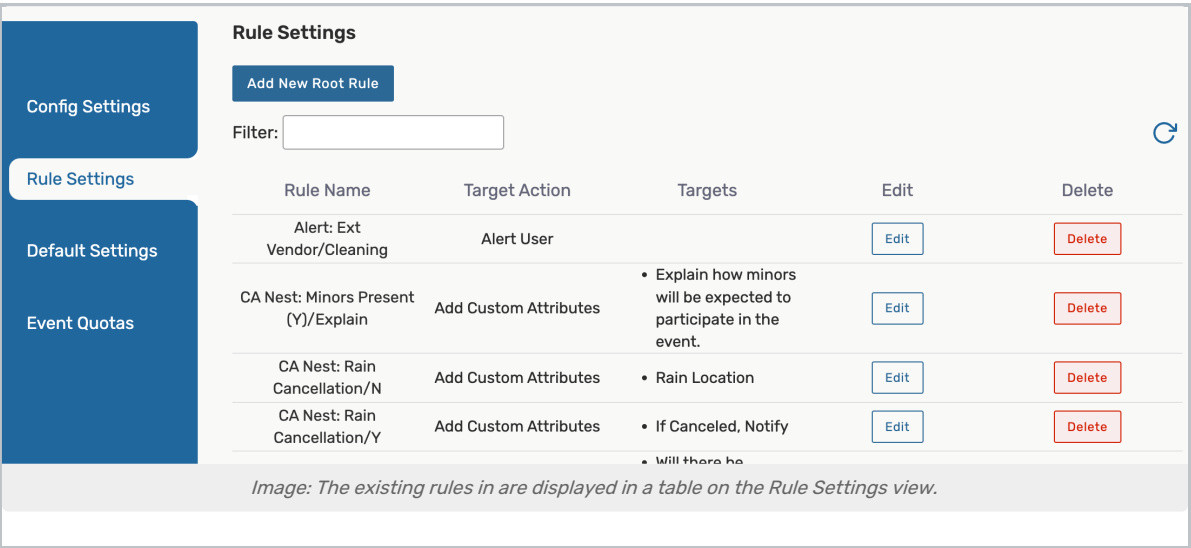 Rule Settings
Add New Root Rule
Config Settings
Filter:
Rule Settings
Rule Name Target Action Targets Edit Delete
Alert: Ext
Vendor/Cleaning
Alert User
Edit
Delete
Default Settings
CA Nest: Minors Present
(Y)/Explain
Add Custom Attributes
• Explain how minors
will be expected to
participate in the
event.
Edit
Delete
Event Quotas
CA Nest: Rain
Cancellation/N
Add Custom Attributes
• Rain Location
Edit
Delete
CA Nest: Rain
Cancellation/Y
Add Custom Attributes
• If Canceled, Notify
Edit
Delete
• Will there be
Image: The existing rules in are displayed in a table on the Rule Settings view.